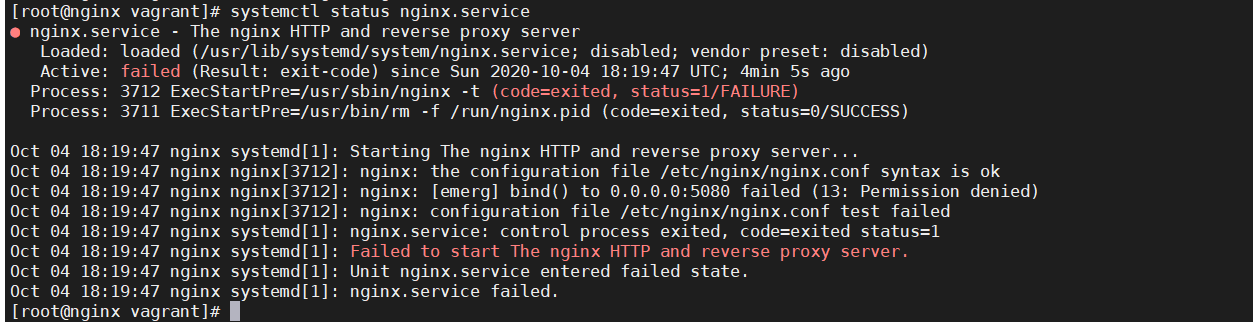 [root@nginx vagrant]# systemctl status nginx.service
● nginx.service - The nginx HTTP and reverse proxy server
   Loaded: loaded (/usr/lib/systemd/system/nginx.service; disabled; vendor preset: disabled)
   Active: failed (Result: exit-code) since Sun 2020-10-04 18:19:47 UTC; 4min 5s ago
  Process: 3712 ExecStartPre=/usr/sbin/nginx -t (code=exited, status=1/FAILURE)
  Process: 3711 ExecStartPre=/usr/bin/rm -f /run/nginx.pid (code=exited, status=0/SUCCESS)

Oct 04 18:19:47 nginx systemd[1]: Starting The nginx HTTP and reverse proxy server...
Oct 04 18:19:47 nginx nginx[3712]: nginx: the configuration file /etc/nginx/nginx.conf syntax is ok
Oct 04 18:19:47 nginx nginx[3712]: nginx: [emerg] bind() to 0.0.0.0:5080 failed (13: Permission denied)
Oct 04 18:19:47 nginx nginx[3712]: nginx: configuration file /etc/nginx/nginx.conf test failed
Oct 04 18:19:47 nginx systemd[1]: nginx.service: control process exited, code=exited status=1
Oct 04 18:19:47 nginx systemd[1]: Failed to start The nginx HTTP and reverse proxy server.
Oct 04 18:19:47 nginx systemd[1]: Unit nginx.service entered failed state.
Oct 04 18:19:47 nginx systemd[1]: nginx.service failed.
[root@nginx vagrant]#